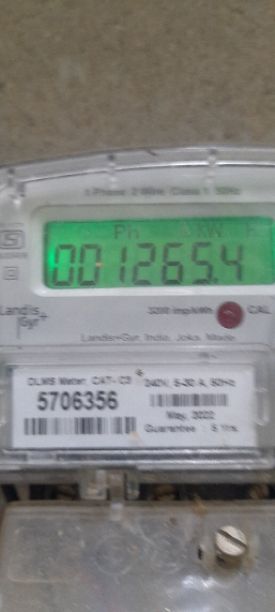 1 Phase 2 Wire Class 1 50Hz
Ph kW
001265.4
Landis+
Gyr
3200 imp/kWh CAL
Landis+Gyr, India, Joka, Made
DLMS Meter, CAT- C3 240V, 5-30 A, 50Hz
5706356
May, 2022
Guarantee : 5 Yrs.